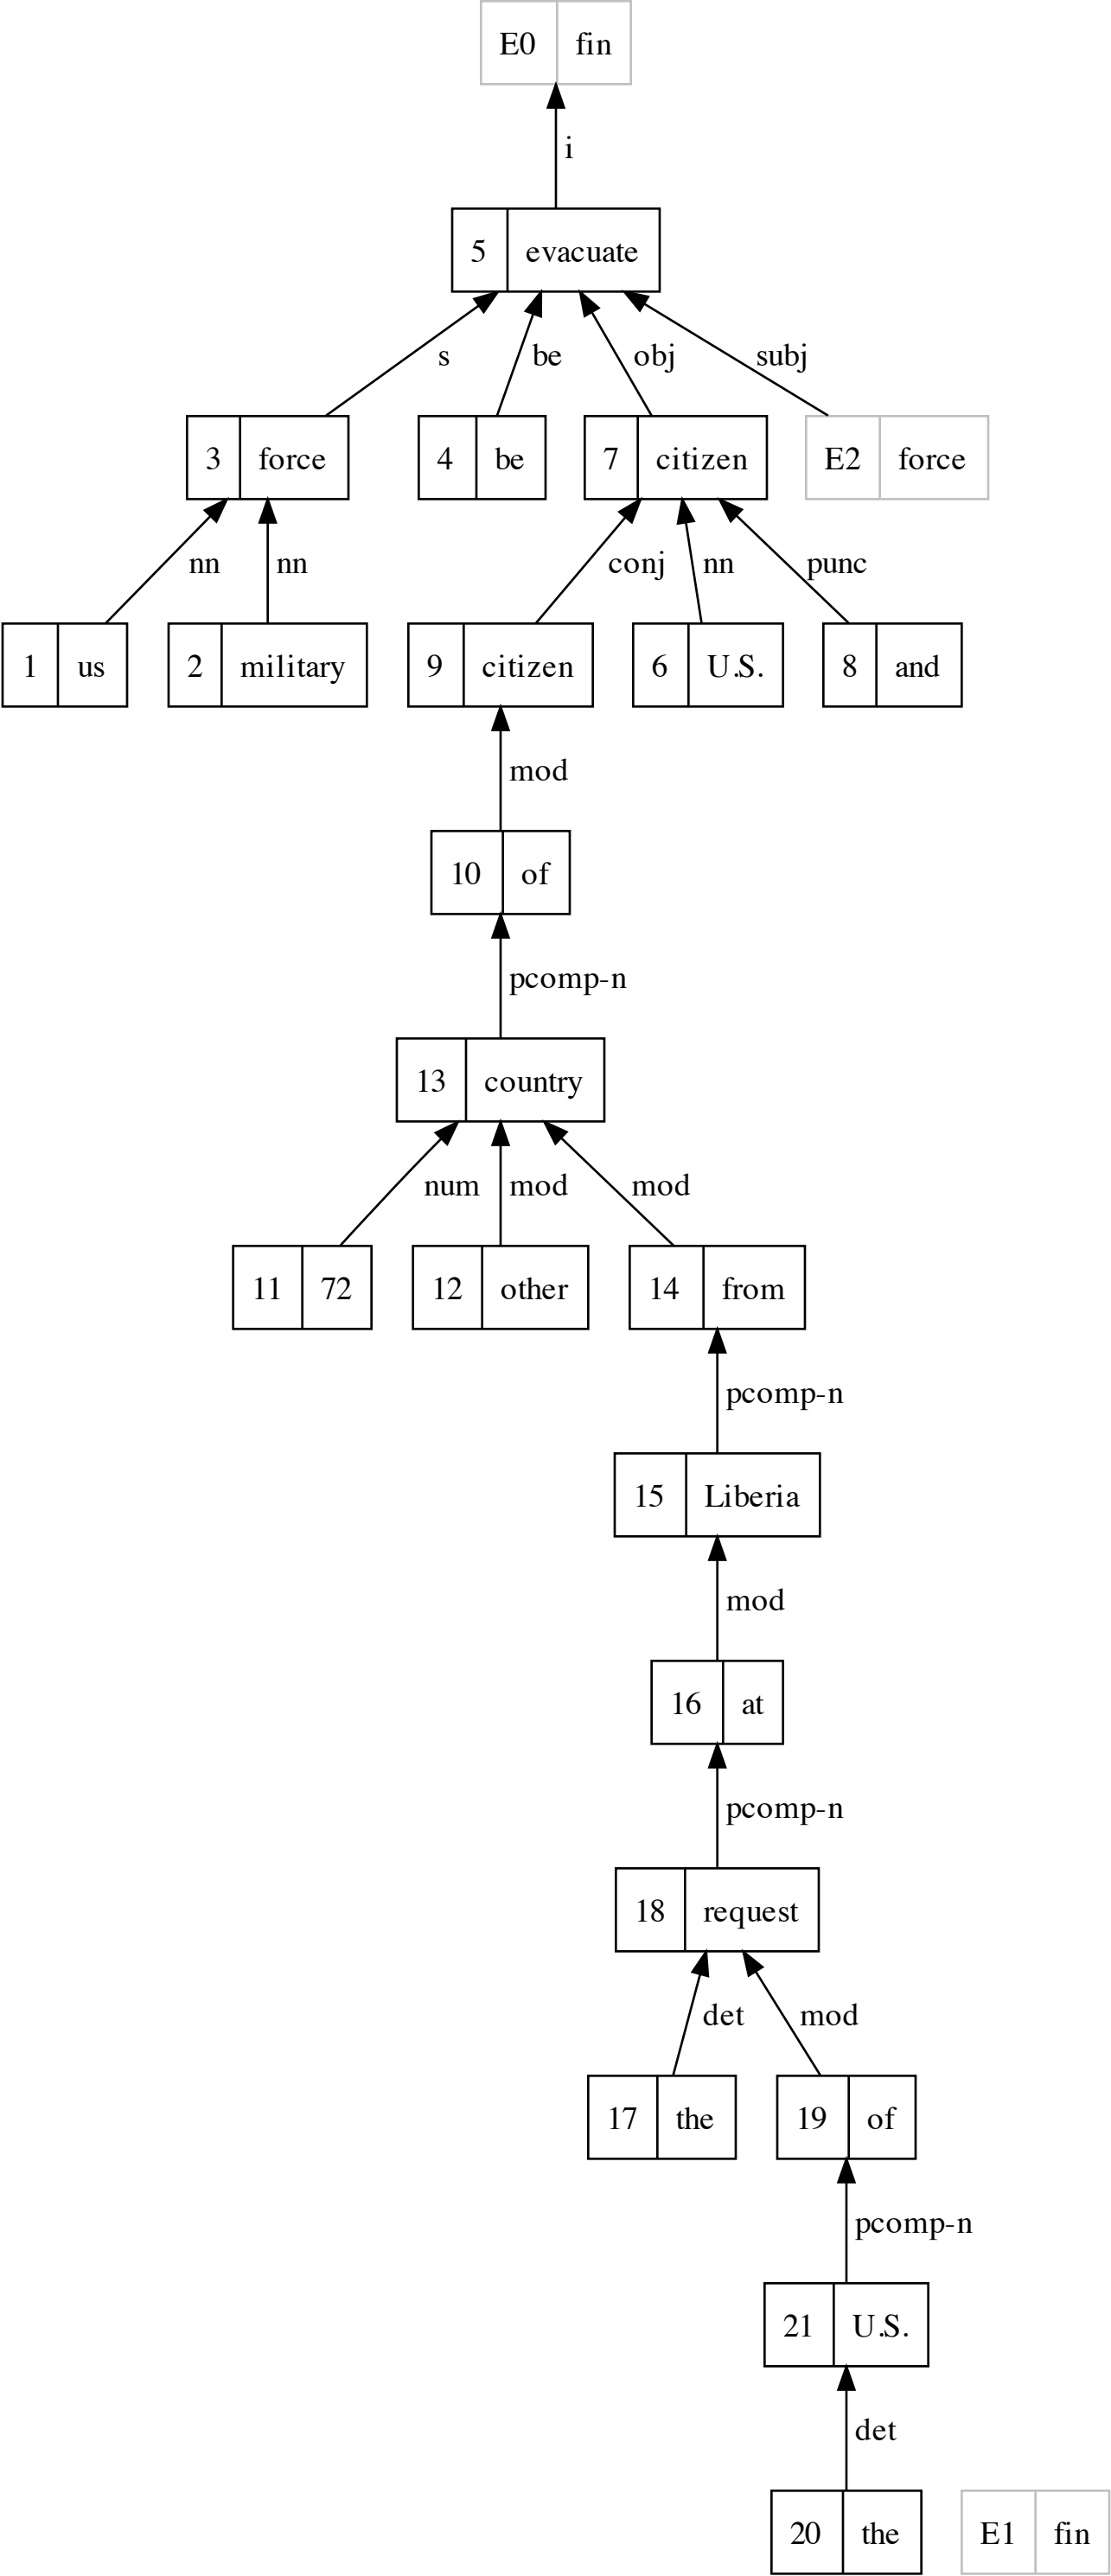 E0 fin
i
5 evacuate
s be obj subj
3 force 4 be 7 citizen E2 force
nn nn conj nn punc
1 us 2 military 9 citizen 6 U.S. 8 and
mod
10 of
pcomp-n
13 country
num mod mod
11 72 12 other 14 from
pcomp-n
15 Liberia
mod
16 at
pcomp-n
18 request
det mod
17 the 19 of
pcomp-n
21 U.S.
det
20 the E1 fin